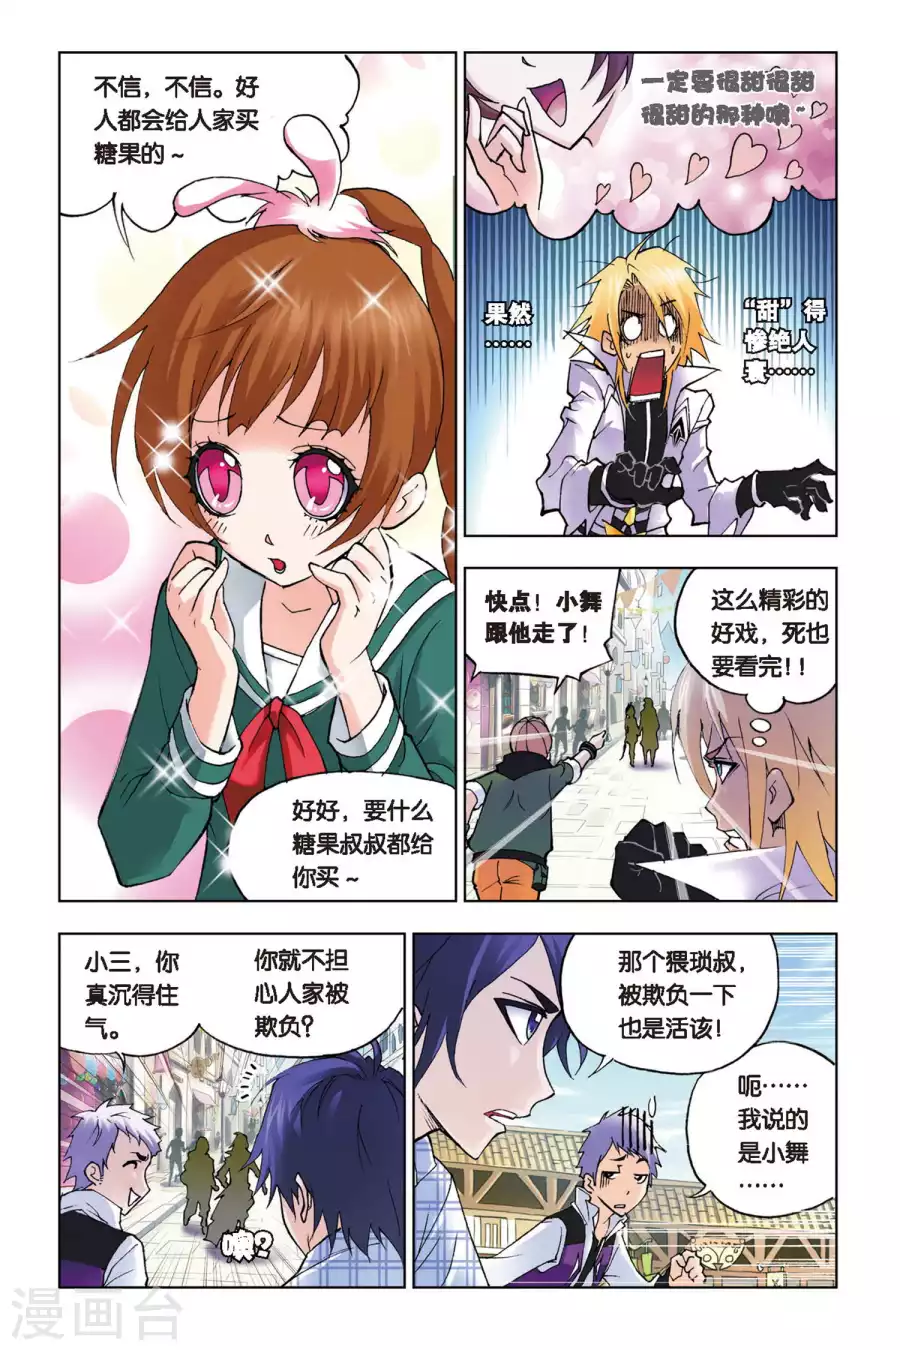 不信，不信。好
人都会给人家买
糖果的～
好好，要什么
糖果叔叔都给
你买～
一定要很甜很甜
很甜的那种噢～
果然
……
“甜”得
惨绝人
寰……
快点！小舞
跟他走了！
这么精彩的
好戏，死也
要看完！！
小三，你
真沉得住
气。
你就不担
心人家被
欺负？
噢？
那个猥琐叔，
被欺负一下
也是活该！
呃……
我说的
是小舞
……
漫画台